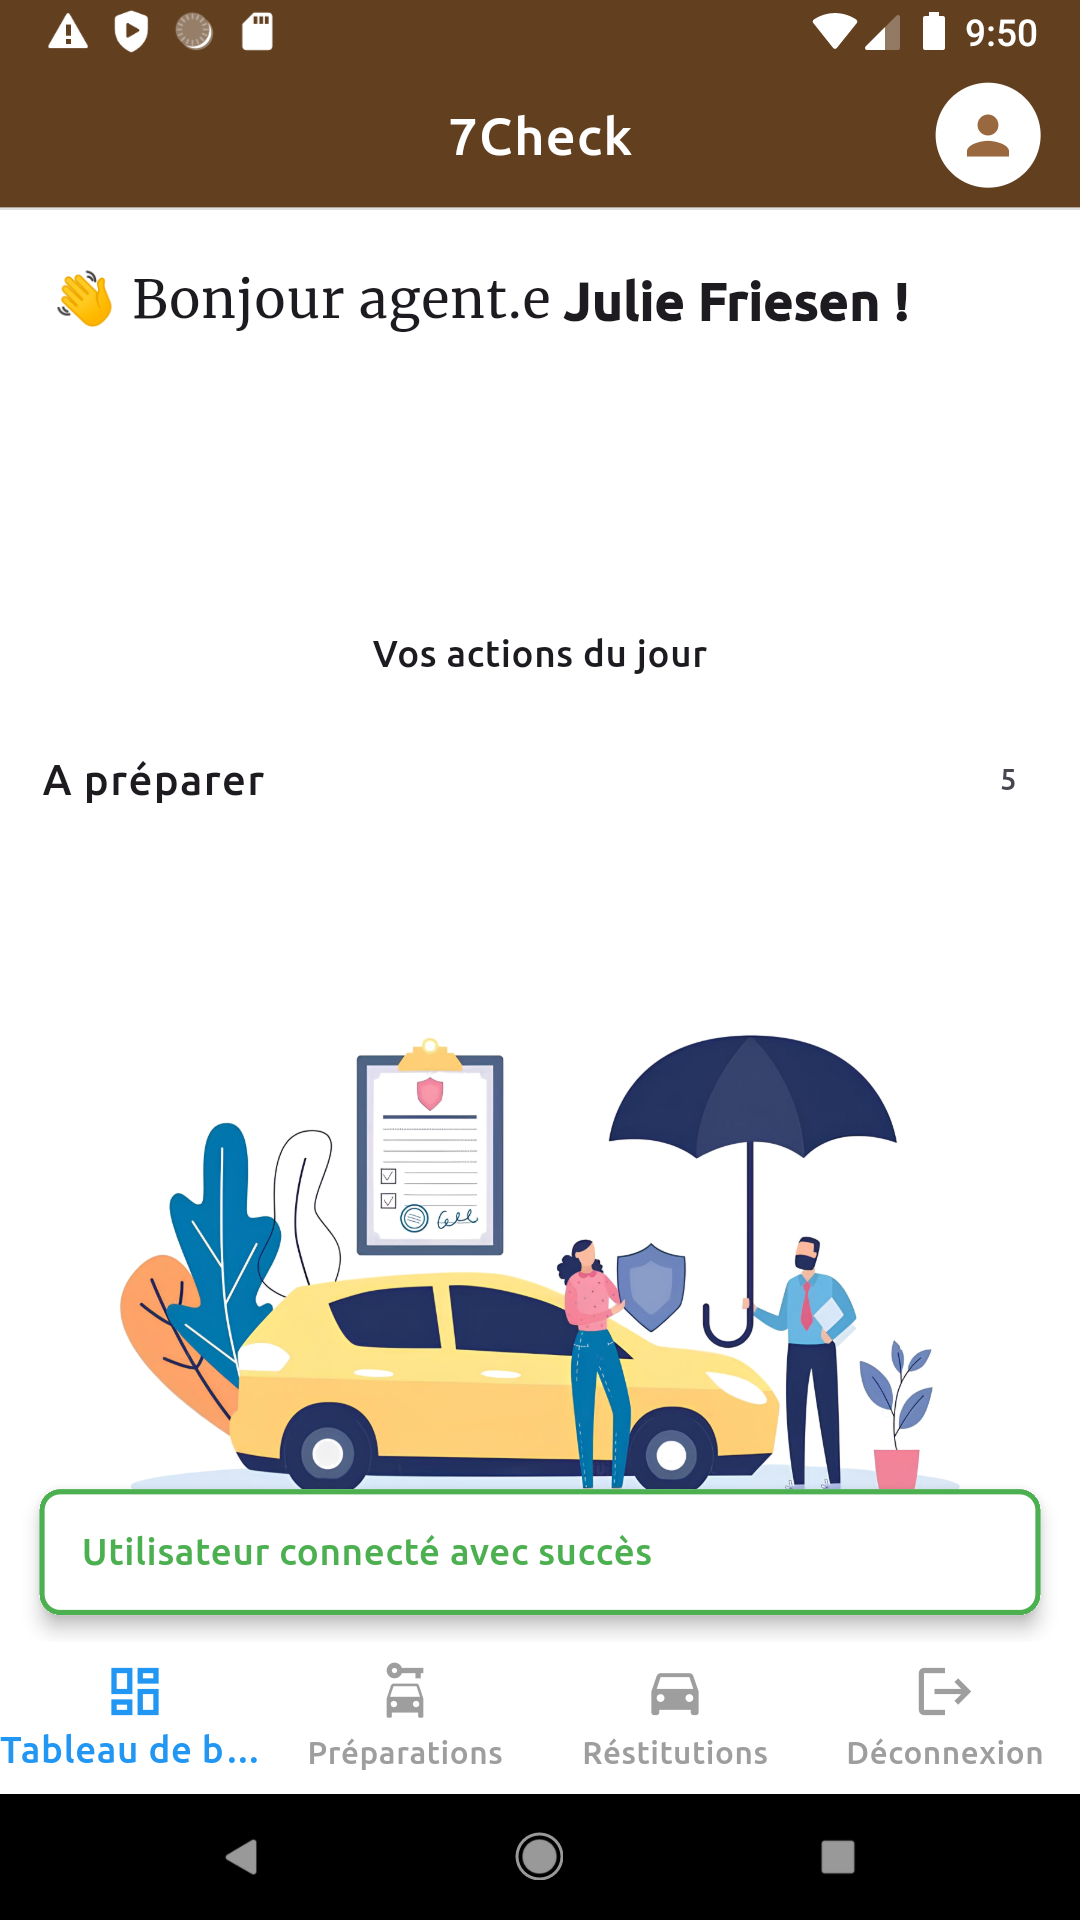 9:50
7Check
👋 Bonjour agent.e Julie Friesen !
Vos actions du jour
A préparer 5
Utilisateur connecté avec succès
Tableau de b... Préparations Réstitutions Déconnexion